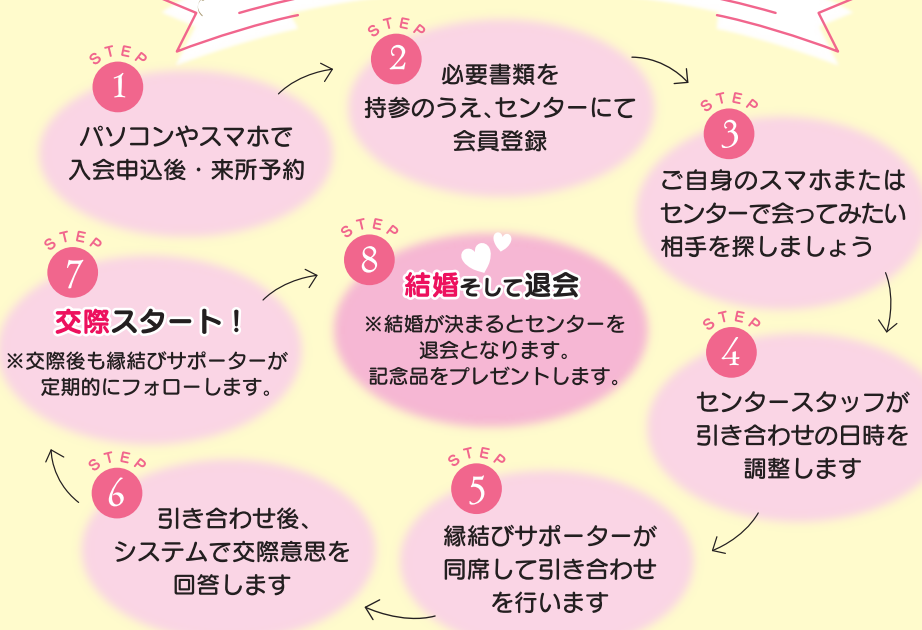 STEP
1
パソコンやスマホで
入会申込後・来所予約
STEP
2
必要書類を
持参のうえ、センターにて
会員登録
STEP
3
ご自身のスマホまたは
センターで会ってみたい
相手を探しましょう
STEP
4
センタースタッフが
引き合わせの日時を
調整します
STEP
5
縁結びサポーターが
同席して引き合わせ
を行います
STEP
6
引き合わせ後、
システムで交際意思を
回答します
STEP
7
交際スタート!
※交際後も縁結びサポーターが
定期的にフォローします。
STEP
8
結婚そして退会
※結婚が決まるとセンターを
退会となります。
記念品をプレゼントします。